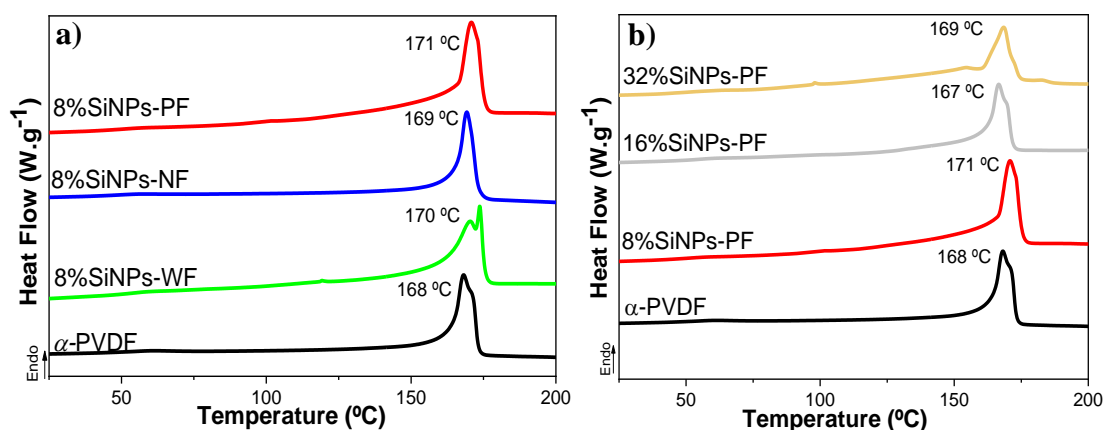 a)
171 ºC
8%SiNPs-PF
169 ºC
8%SiNPs-NF
170 ºC
8%SiNPs-WF
168 ºC
α-PVDF
Heat Flow (W.g⁻¹)
Endo
50 100 150 200
Temperature (ºC)
b)
169 ºC
32%SiNPs-PF
167 ºC
16%SiNPs-PF
171 ºC
8%SiNPs-PF
168 ºC
α-PVDF
Heat Flow (W.g⁻¹)
Endo
50 100 150 200
Temperature (ºC)